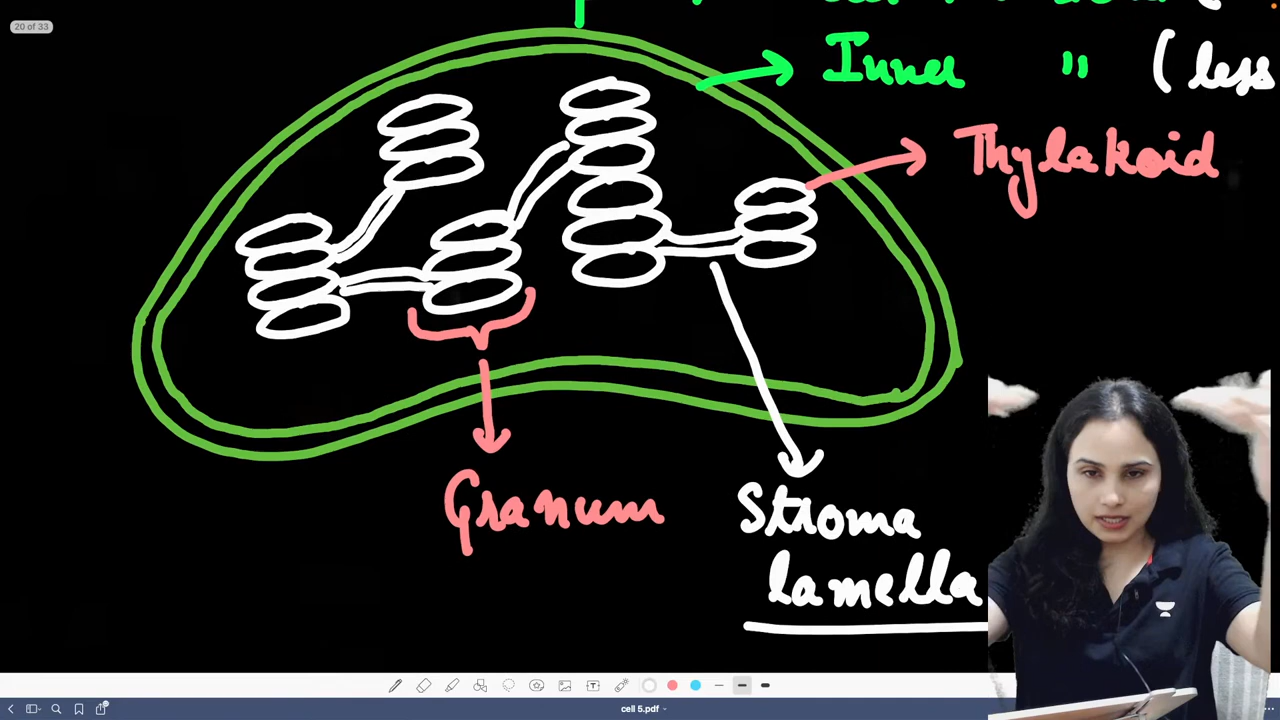 20 of 33
Inner " (less
Thylakoid
Granum
Stroma
lamella
cell 5.pdf